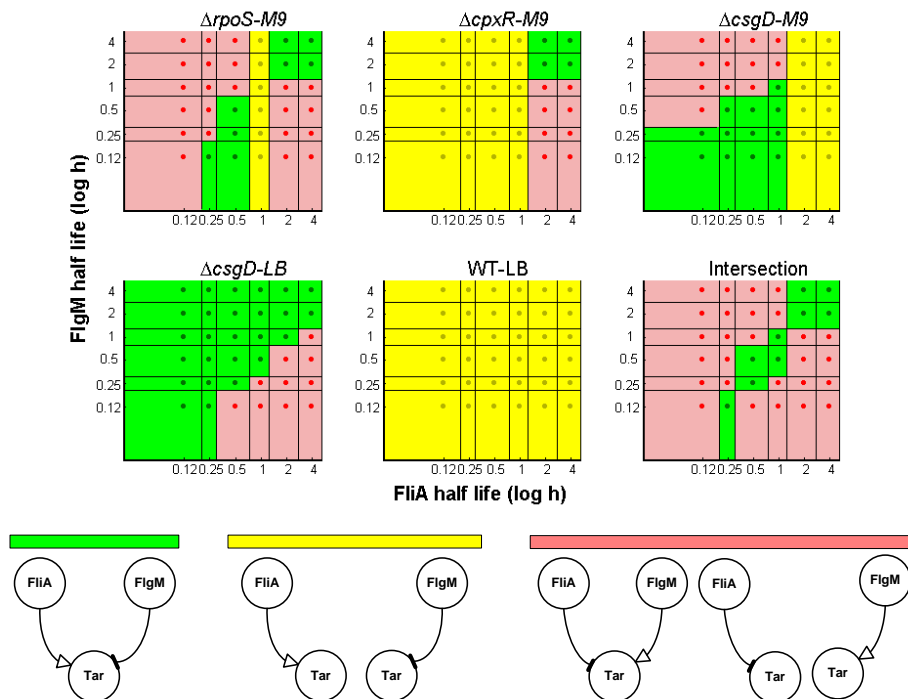 ΔrpoS-M9 ΔcpxR-M9 ΔcsgD-M9
4 4 4
2 2 2
1 1 1
0.5 0.5 0.5
0.25 0.25 0.25
0.12 0.12 0.12
0.12 0.25 0.5 1 2 4 0.12 0.25 0.5 1 2 4 0.12 0.25 0.5 1 2 4
FlgM half life (log h)
ΔcsgD-LB WT-LB Intersection
4 4 4
2 2 2
1 1 1
0.5 0.5 0.5
0.25 0.25 0.25
0.12 0.12 0.12
0.12 0.25 0.5 1 2 4 0.12 0.25 0.5 1 2 4 0.12 0.25 0.5 1 2 4
FliA half life (log h)
FliA FlgM FliA FlgM FliA FlgM FliA FlgM
Tar Tar Tar Tar Tar Tar